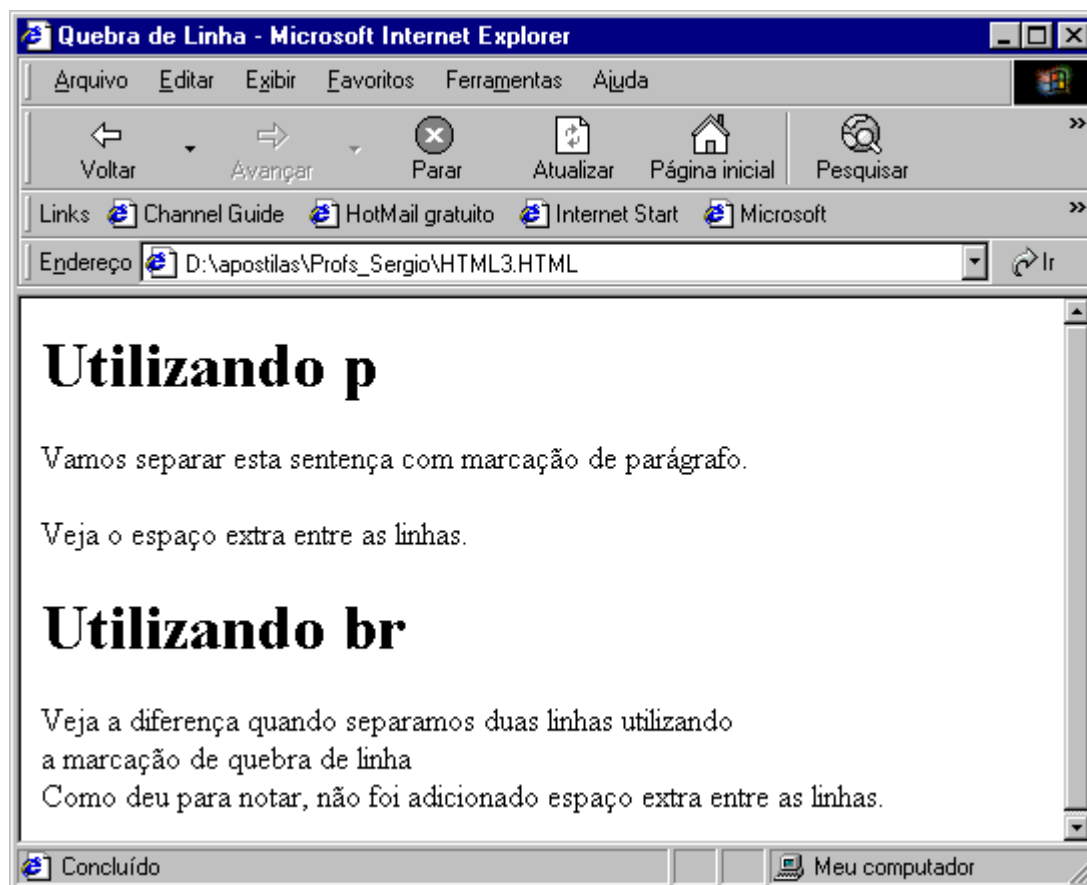 Quebra de Linha - Microsoft Internet Explorer
Arquivo Editar Exibir Favoritos Ferramentas Ajuda
Voltar Avançar Parar Atualizar Página inicial Pesquisar »
Links Channel Guide HotMail gratuito Internet Start Microsoft »
Endereço D:\apostilas\Profs_Sergio\HTML3.HTML Ir
Utilizando p
Vamos separar esta sentença com marcação de parágrafo.
Veja o espaço extra entre as linhas.
Utilizando br
Veja a diferença quando separamos duas linhas utilizando
a marcação de quebra de linha
Como deu para notar, não foi adicionado espaço extra entre as linhas.
Concluído Meu computador